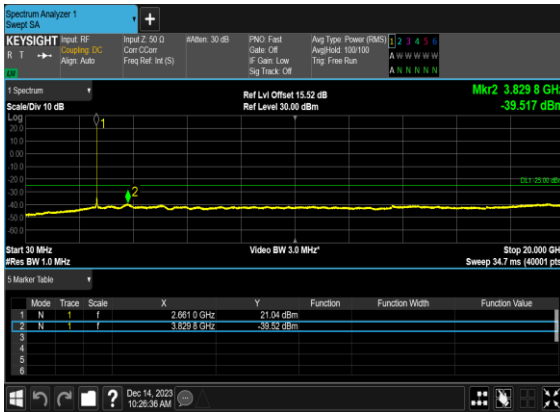 Spectrum Analyzer 1
Swept SA
KEYSIGHT Input: RF Input Z: 50 Ω #Atten: 30 dB PNO: Fast Avg Type: Power (RMS) 1 2 3 4 5 6
R T Coupling: DC Corr CCorr Gate: Off Avg|Hold: 100/100 A W W W W W
Align: Auto Freq Ref: Int (S) IF Gain: Low Trig: Free Run
Sig Track: Off A N N N N N
LM
1 Spectrum
Ref Lvl Offset 15.52 dB Mkr2 3.829 8 GHz
Scale/Div 10 dB Ref Level 30.00 dBm -39.517 dBm
Log
1
20.0
10.0
0.00
-10.0
-20.0
DL1 -25.00 dBm
-30.0
2
-40.0
-50.0
-60.0
Start 30 MHz Video BW 3.0 MHz* Stop 20.000 GHz
#Res BW 1.0 MHz Sweep 34.7 ms (40001 pts)
5 Marker Table
Mode Trace Scale X Y Function Function Width Function Value
1 N 1 f 2.661 0 GHz 21.04 dBm
2 N 1 f 3.829 8 GHz -39.52 dBm
3
4
5
6
Dec 14, 2023
10:26:36 AM